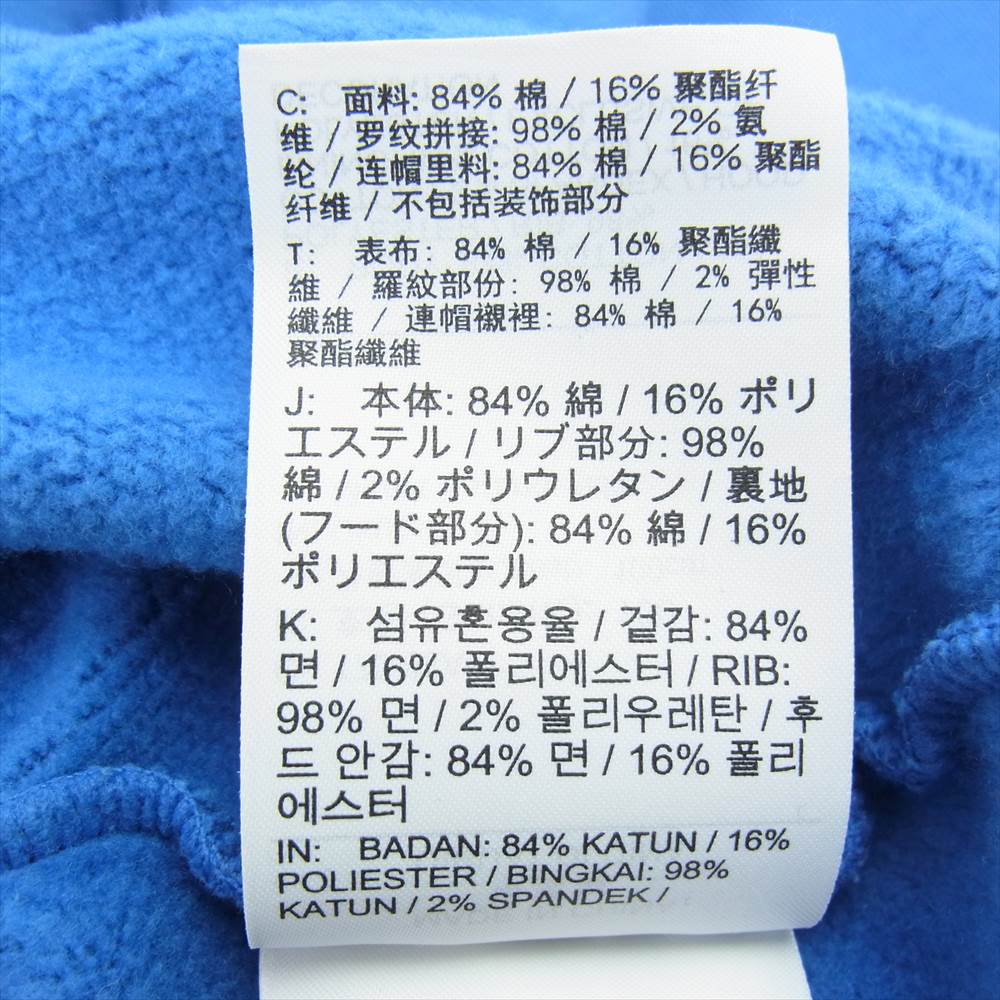 C: 面料: 84% 棉 / 16% 聚酯纤
维 / 罗纹拼接: 98% 棉 / 2% 氨
纶 / 连帽里料: 84% 棉 / 16% 聚酯
纤维 / 不包括装饰部分
T: 表布: 84% 棉 / 16% 聚酯纖
維 / 羅紋部份: 98% 棉 / 2% 彈性
纖維 / 連帽襯裡: 84% 棉 / 16%
聚酯纖維
J: 本体: 84% 綿 / 16% ポリ
エステル / リブ部分: 98%
綿 / 2% ポリウレタン / 裏地
(フード部分): 84% 綿 / 16%
ポリエステル
K: 섬유혼용율 / 겉감: 84%
면 / 16% 폴리에스터 / RIB:
98% 면 / 2% 폴리우레탄 / 후
드 안감: 84% 면 / 16% 폴리
에스터
IN: BADAN: 84% KATUN / 16%
POLIESTER / BINGKAI: 98%
KATUN / 2% SPANDEK /